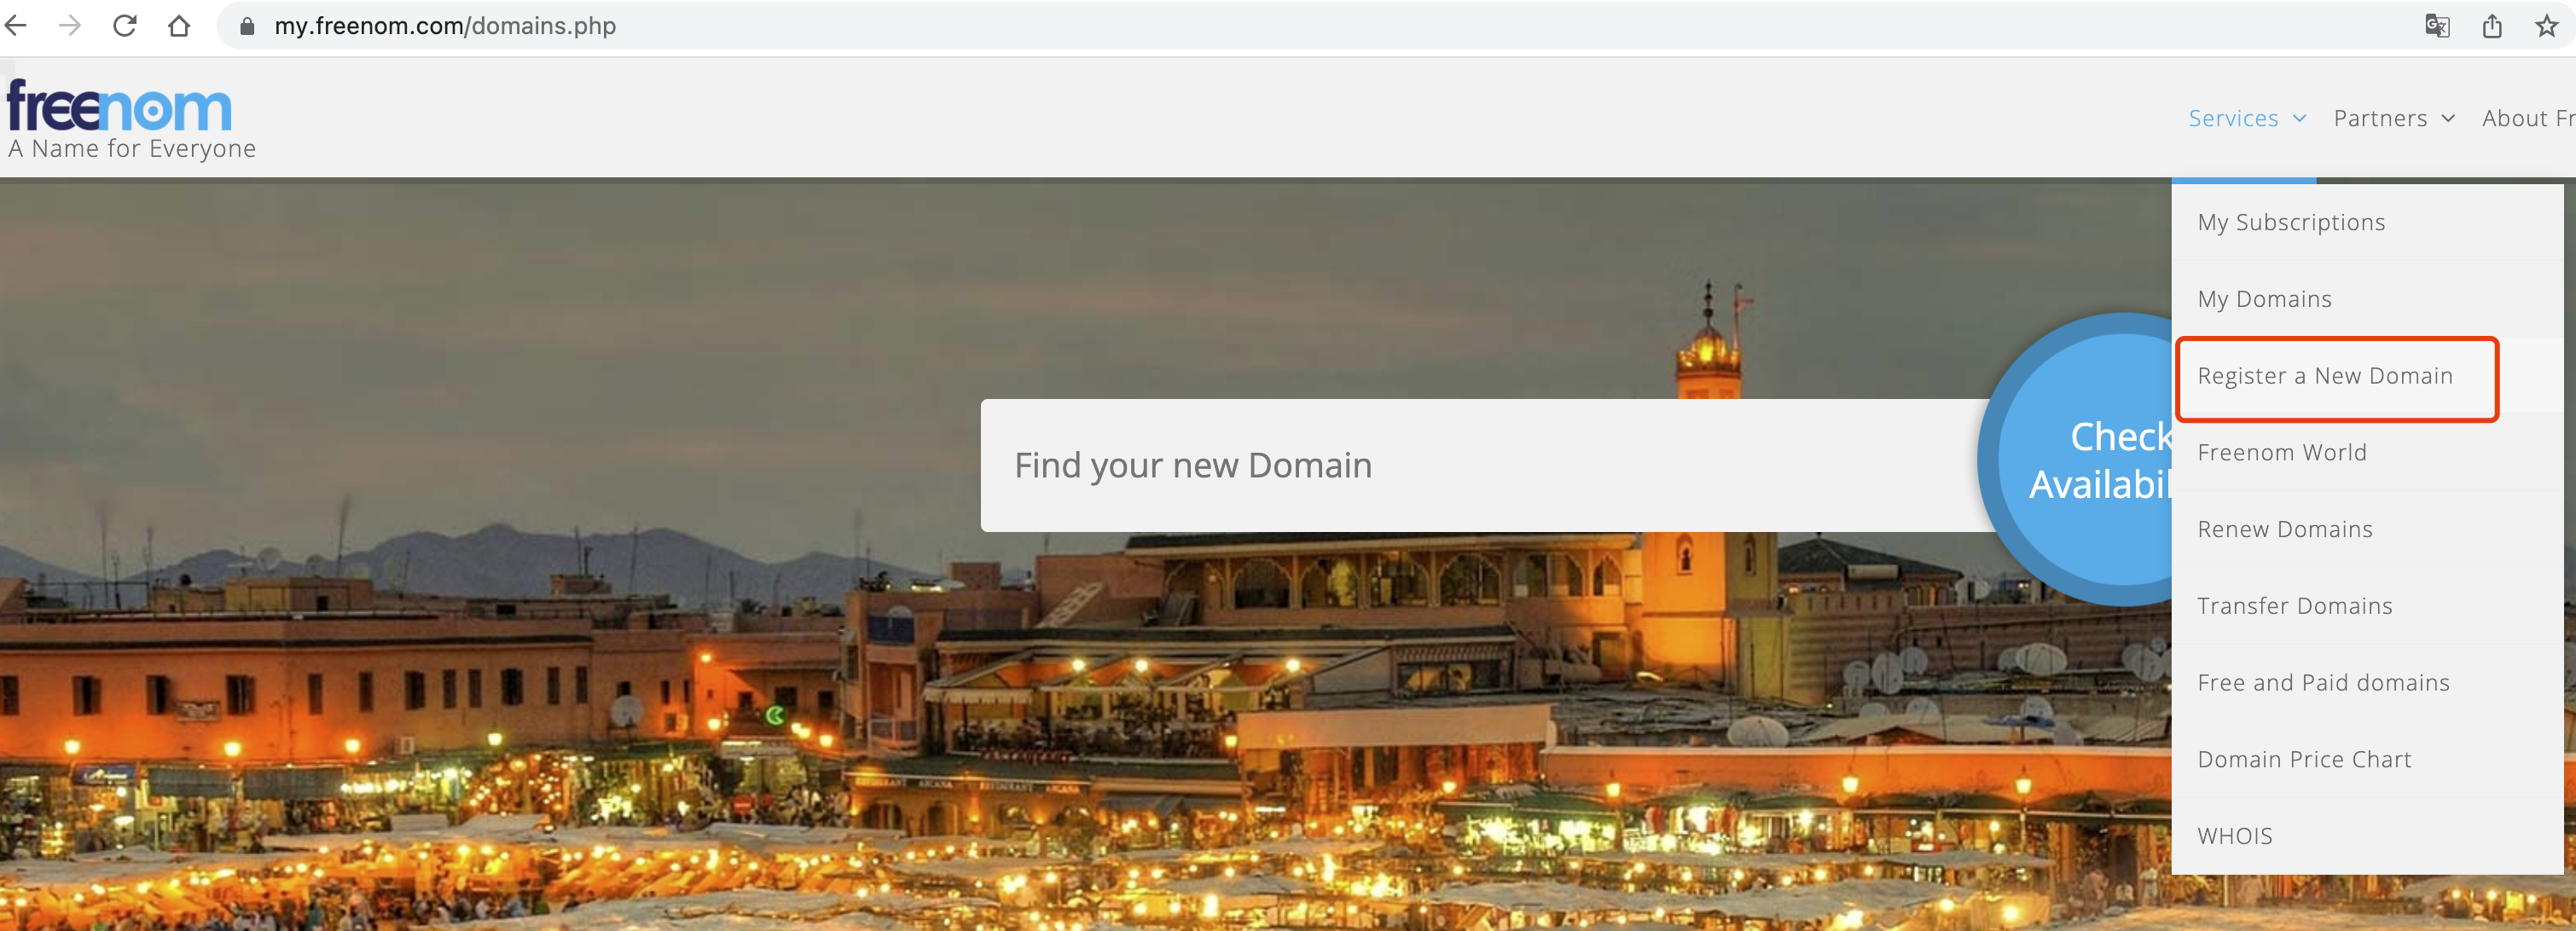 my.freenom.com/domains.php
freenom
A Name for Everyone
Services
Partners
About Fr
My Subscriptions
My Domains
Register a New Domain
Freenom World
Renew Domains
Transfer Domains
Free and Paid domains
Domain Price Chart
WHOIS
Find your new Domain
Check
Availabil